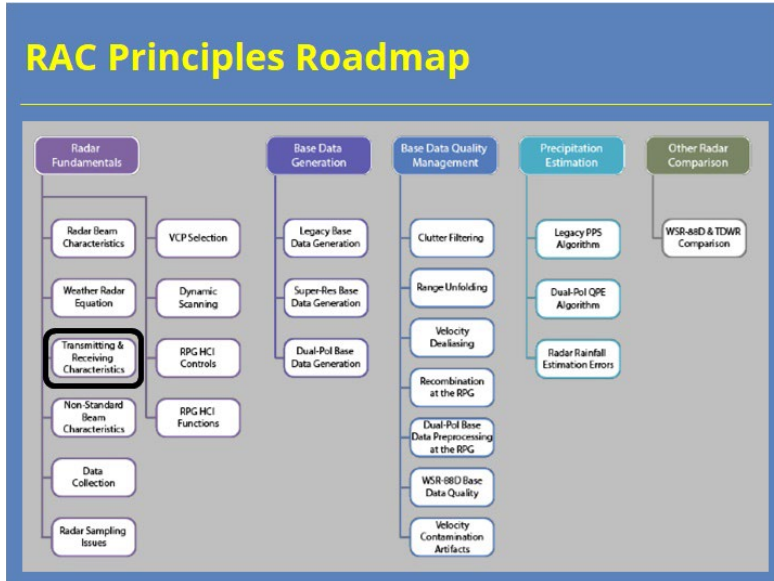 RAC Principles Roadmap
Radar
Fundamentals
Radar Beam
Characteristics
Weather Radar
Equation
Transmitting &
Receiving
Characteristics
Non-Standard
Beam
Characteristics
Data
Collection
Radar Sampling
Issues
VCP Selection
Dynamic
Scanning
RPG HCI
Controls
RPG HCI
Functions
Base Data
Generation
Legacy Base
Data Generation
Super-Res Base
Data Generation
Dual-Pol Base
Data Generation
Base Data Quality
Management
Clutter Filtering
Range Unfolding
Velocity
Dealiasing
Recombination
at the RPG
Dual-Pol Base
Data Preprocessing
at the RPG
WSR-88D Base
Data Quality
Velocity
Contamination
Artifacts
Precipitation
Estimation
Legacy PPS
Algorithm
Dual-Pol QPE
Algorithm
Radar Rainfall
Estimation Errors
Other Radar
Comparison
WSR-88D & TDWR
Comparison